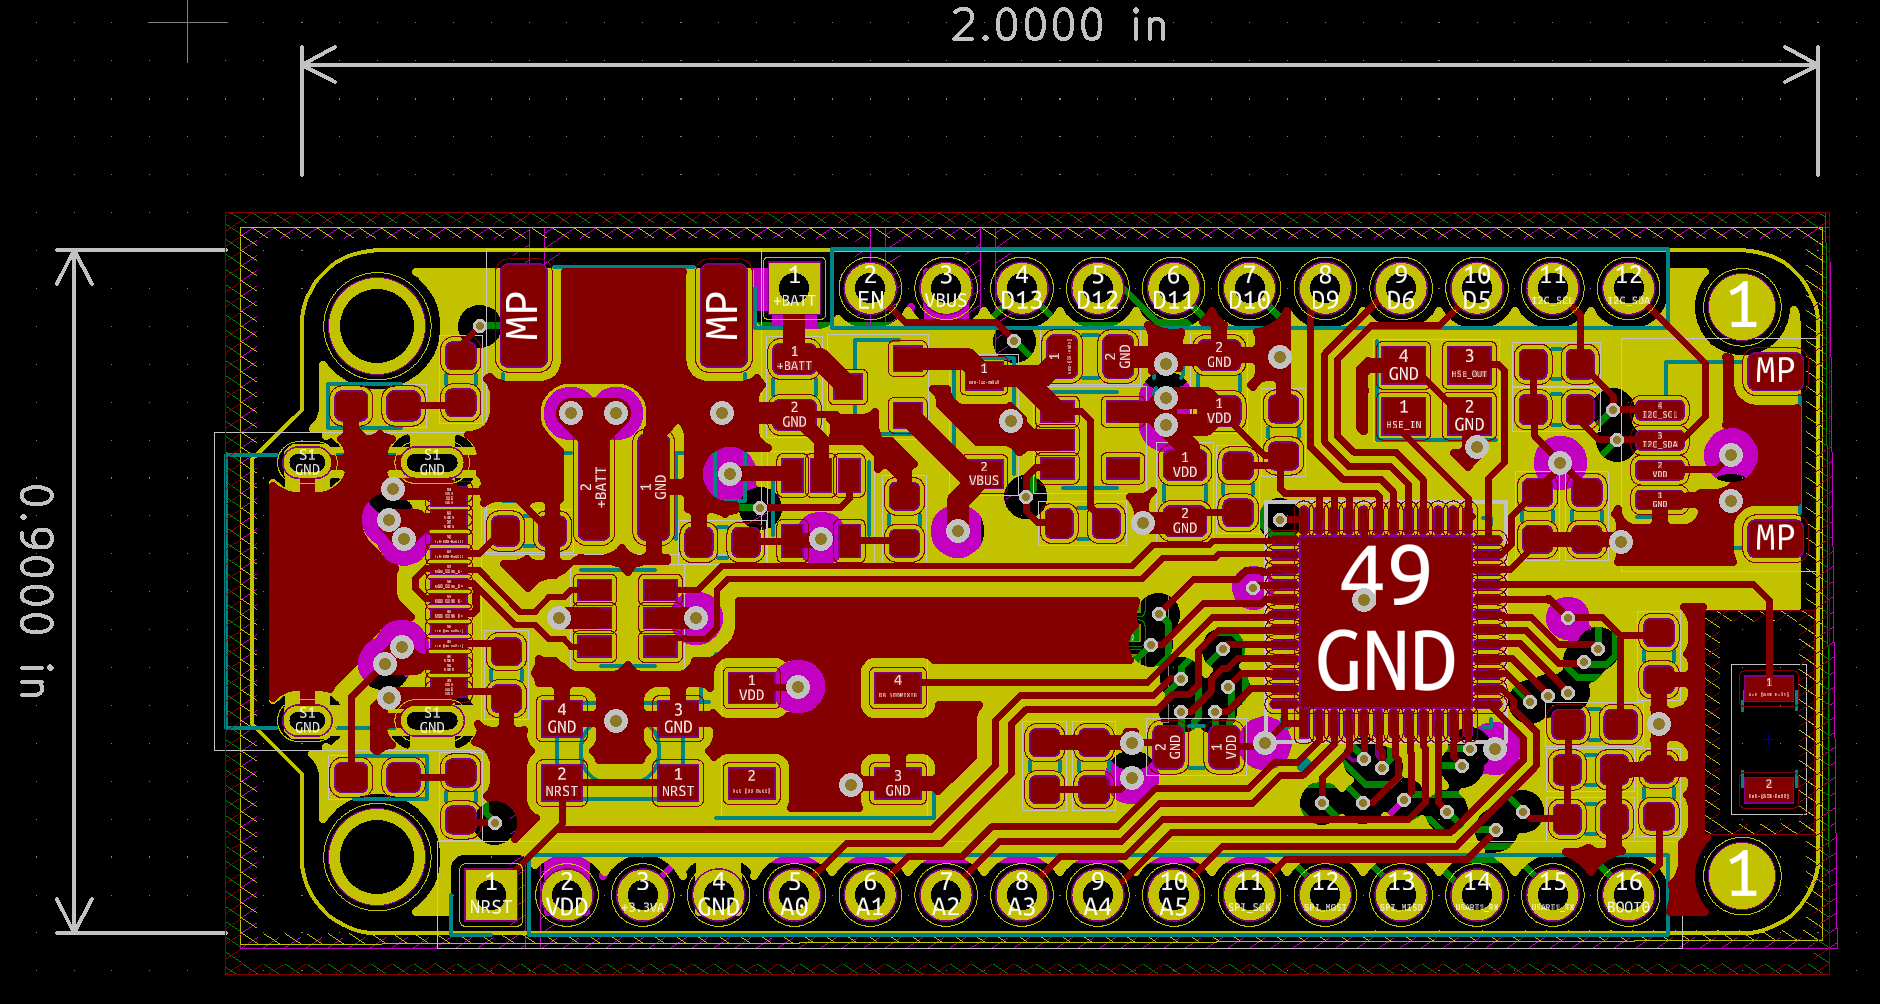 2.0000 in
0.9000 in
MP
MP
1
+BATT
2
EN
3
VBUS
4
D13
5
D12
6
D11
7
D10
8
D9
9
D6
10
D5
11
I2C_SCL
12
I2C_SDA
1
1
+BATT
2
GND
1
2
VBUS
1
2
GND
2
GND
1
VDD
1
VDD
2
GND
4
GND
3
HSE_OUT
1
HSE_IN
2
GND
MP
4
I2C_SCL
3
I2C_SDA
2
VDD
1
GND
MP
S1
GND
S1
GND
2
+BATT
1
GND
49
GND
S1
GND
S1
GND
4
GND
3
GND
2
NRST
1
NRST
1
VDD
4
2
3
GND
2
GND
1
VDD
1
2
1
1
NRST
2
VDD
3
+3.3VA
4
GND
5
A0
6
A1
7
A2
8
A3
9
A4
10
A5
11
SPI_SCK
12
SPI_MOSI
13
SPI_MISO
14
USART1_RX
15
USART1_TX
16
BOOT0